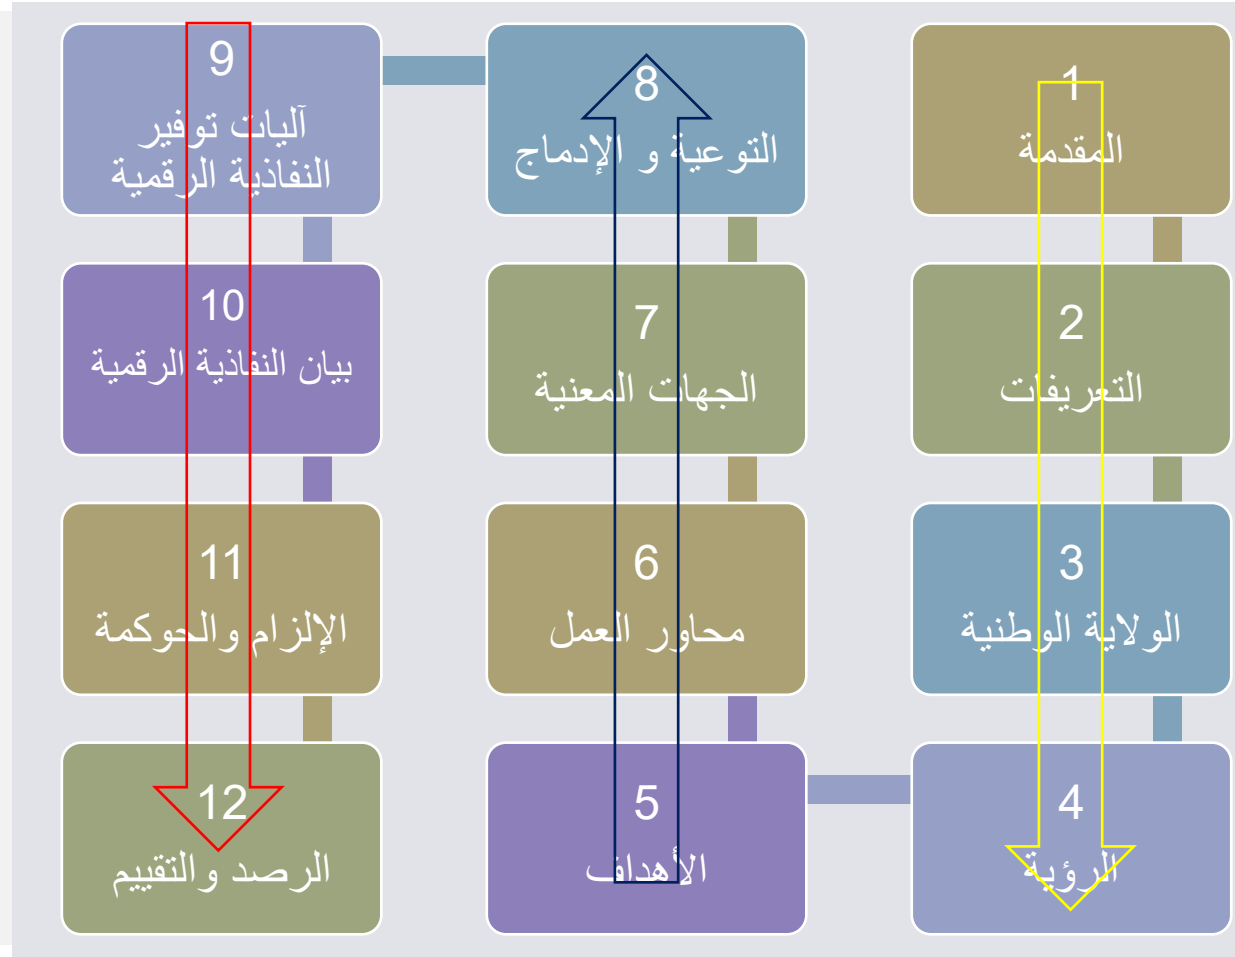 1
المقدمة
2
التعريفات
3
الولاية الوطنية
4
الرؤية
5
الأهداف
6
محاور العمل
7
الجهات المعنية
8
التوعية و الإدماج
9
آليات توفير
النفاذية الرقمية
10
بيان النفاذية الرقمية
11
الإلزام والحوكمة
12
الرصد والتقييم